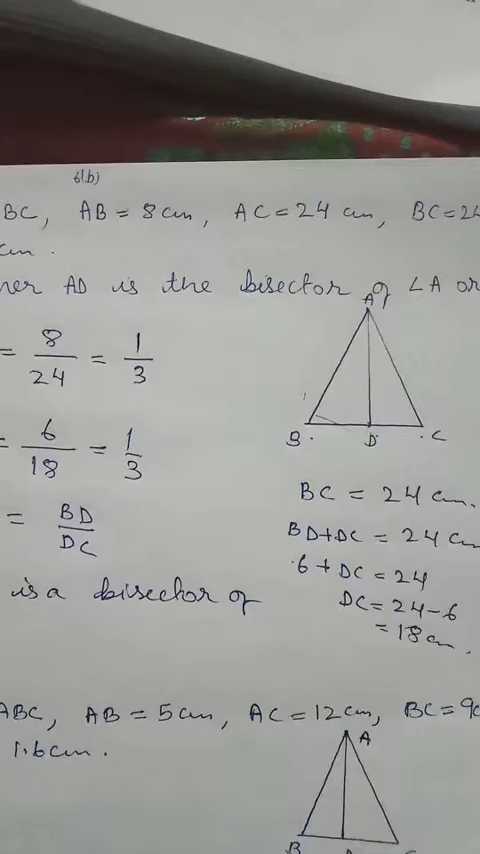 6(b)
BC, AB = 8cm, AC = 24 cm, BC = 24
cm.
AD is the bisector of ∠A or
= 8/24 = 1/3
A
= 6/18 = 1/3
B D C
BC = 24 cm.
= BD/DC
BD+DC = 24 cm
6 + DC = 24
is a bisector of
DC = 24-6
= 18cm.
ABC, AB = 5cm, AC = 12cm, BC = 9c
1.6cm.
A
B